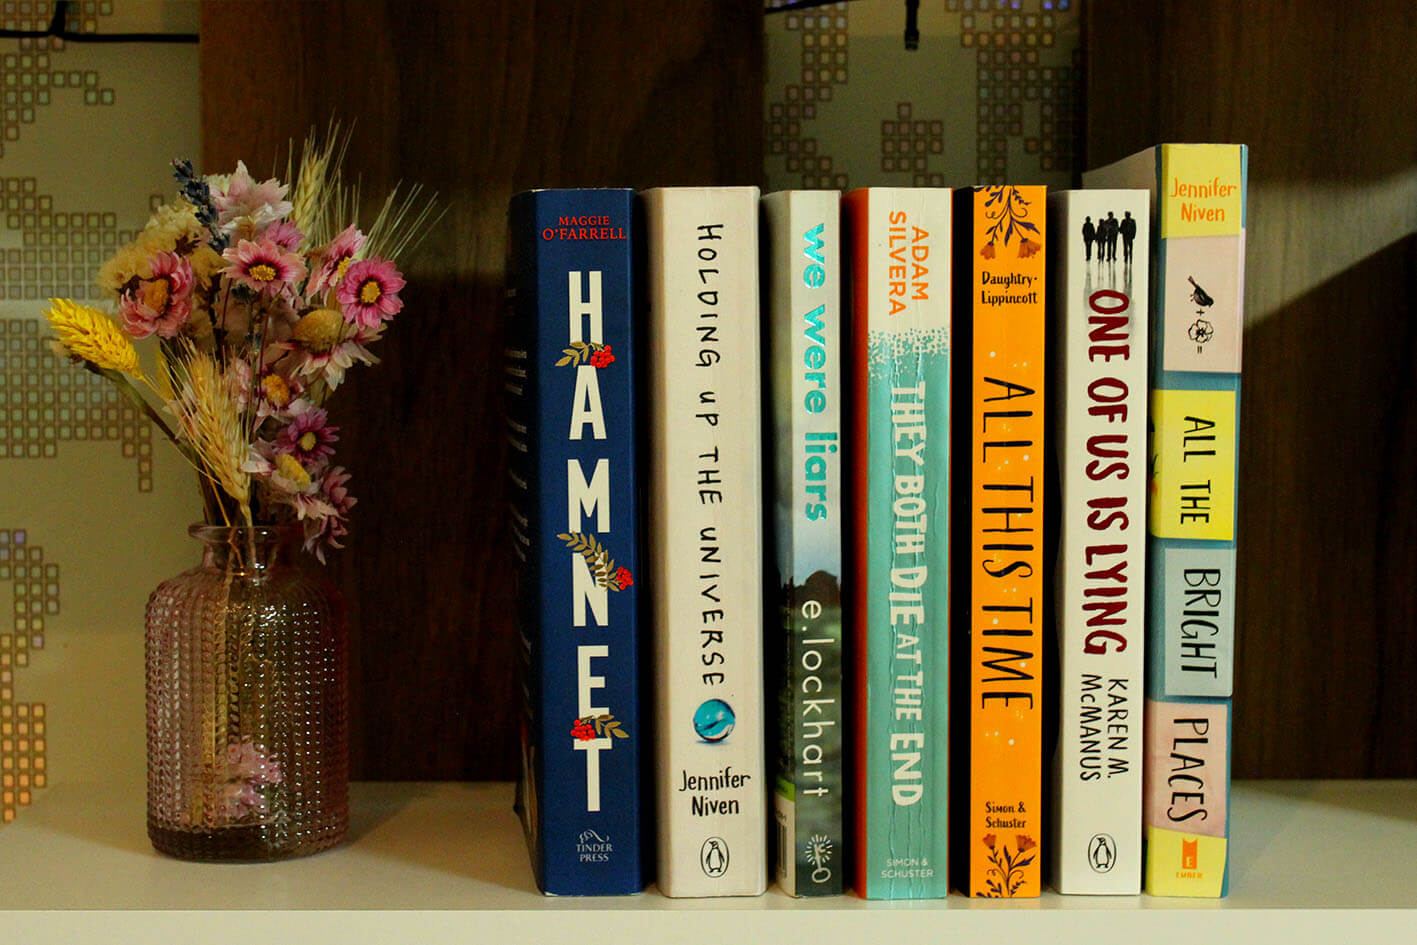 MAGGIE
O'FARRELL
HAMNET
TINDER
PRESS
HOLDING UP THE UNIVERSE
Jennifer
Niven
we were liars
e.lockhart
ADAM
SILVERA
THEY BOTH DIE AT THE END
SIMON &
SCHUSTER
Daughtry·
Lippincott
ALL THIS TIME
Simon &
Schuster
ONE OF US IS LYING
KAREN M.
McMANUS
Jennifer
Niven
+
=
ALL THE
BRIGHT
PLACES
E
EMBER